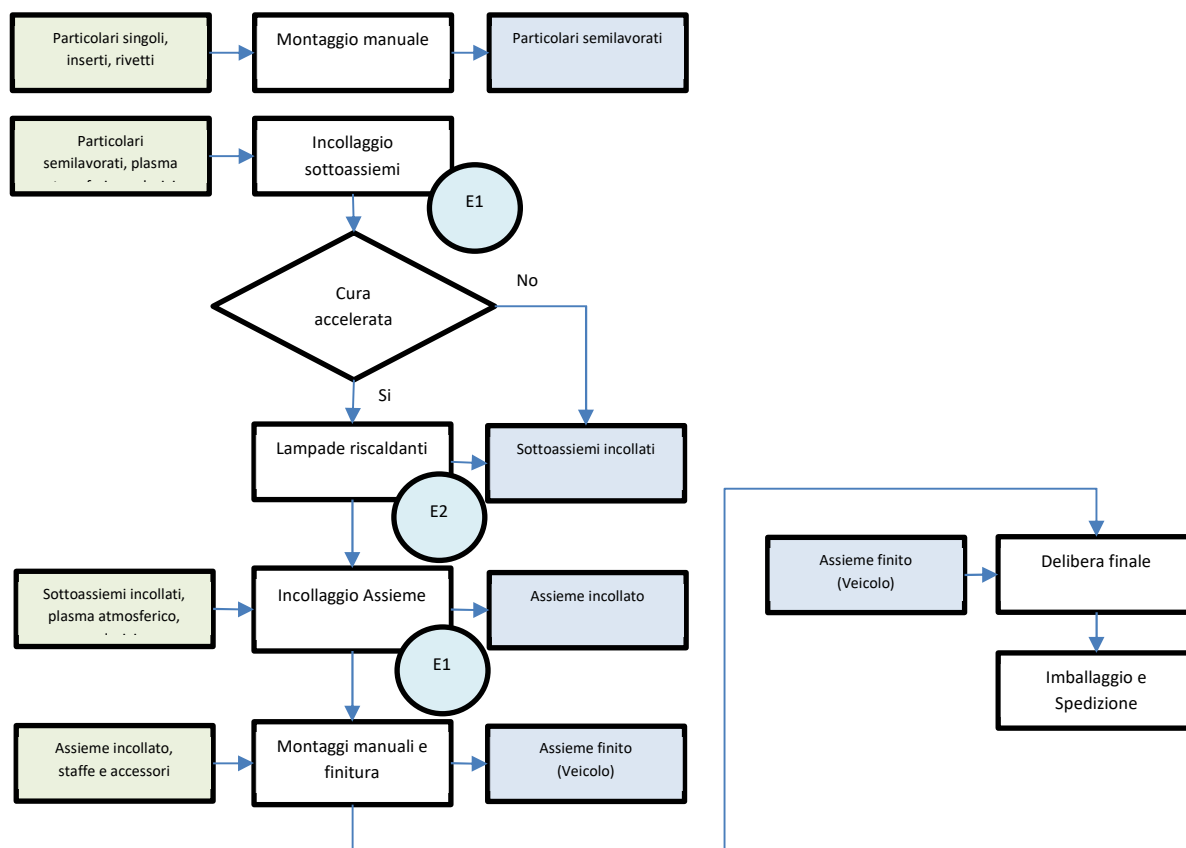 Particolari singoli,
inserti, rivetti
Montaggio manuale
Particolari semilavorati
Particolari
semilavorati, plasma
Incollaggio
sottoassiemi
E1
No
Cura
accelerata
Si
Lampade riscaldanti
Sottoassiemi incollati
E2
Sottoassiemi incollati,
plasma atmosferico,
Incollaggio Assieme
Assieme incollato
E1
Assieme incollato,
staffe e accessori
Montaggi manuali e
finitura
Assieme finito
(Veicolo)
Assieme finito
(Veicolo)
Delibera finale
Imballaggio e
Spedizione